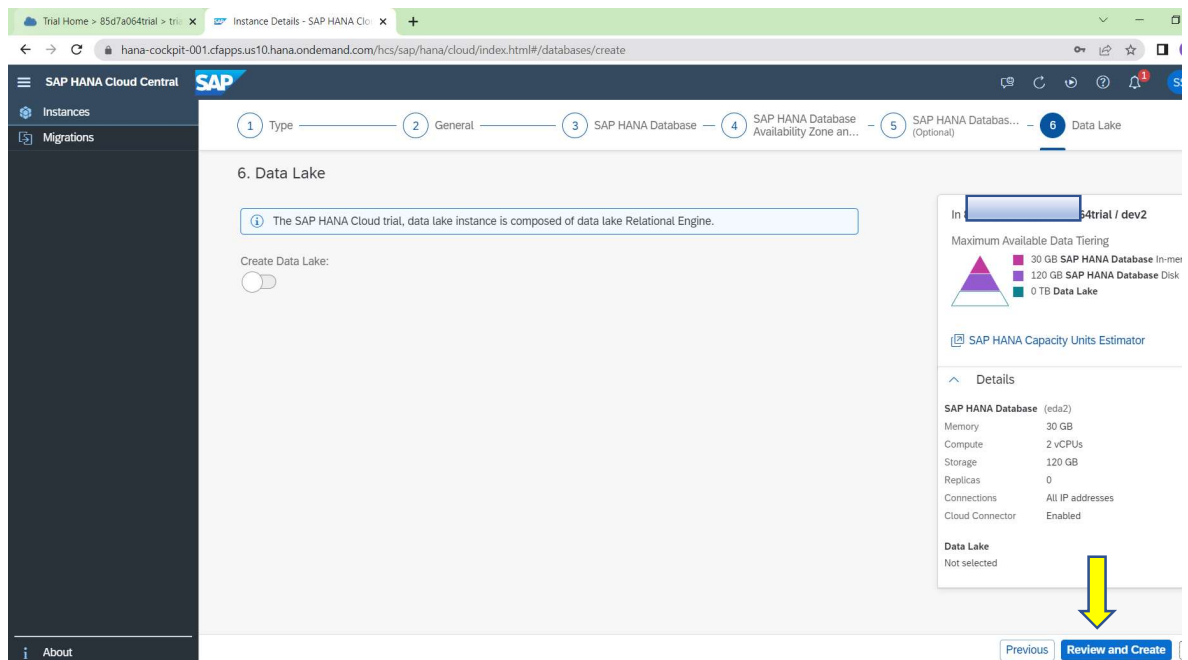 Trial Home > 85d7a064trial > tria
Instance Details - SAP HANA Clo
hana-cockpit-001.cfapps.us10.hana.ondemand.com/hcs/sap/hana/cloud/index.html#/databases/create
SAP HANA Cloud Central
SAP
1
SS
Instances
Migrations
1 Type
2 General
3 SAP HANA Database
4 SAP HANA Database
Availability Zone an...
5 SAP HANA Databas...
(Optional)
6 Data Lake
6. Data Lake
The SAP HANA Cloud trial, data lake instance is composed of data lake Relational Engine.
Create Data Lake:
In 64trial / dev2
Maximum Available Data Tiering
30 GB SAP HANA Database In-mem
120 GB SAP HANA Database Disk
0 TB Data Lake
SAP HANA Capacity Units Estimator
Details
SAP HANA Database (eda2)
Memory 30 GB
Compute 2 vCPUs
Storage 120 GB
Replicas 0
Connections All IP addresses
Cloud Connector Enabled
Data Lake
Not selected
About
Previous
Review and Create